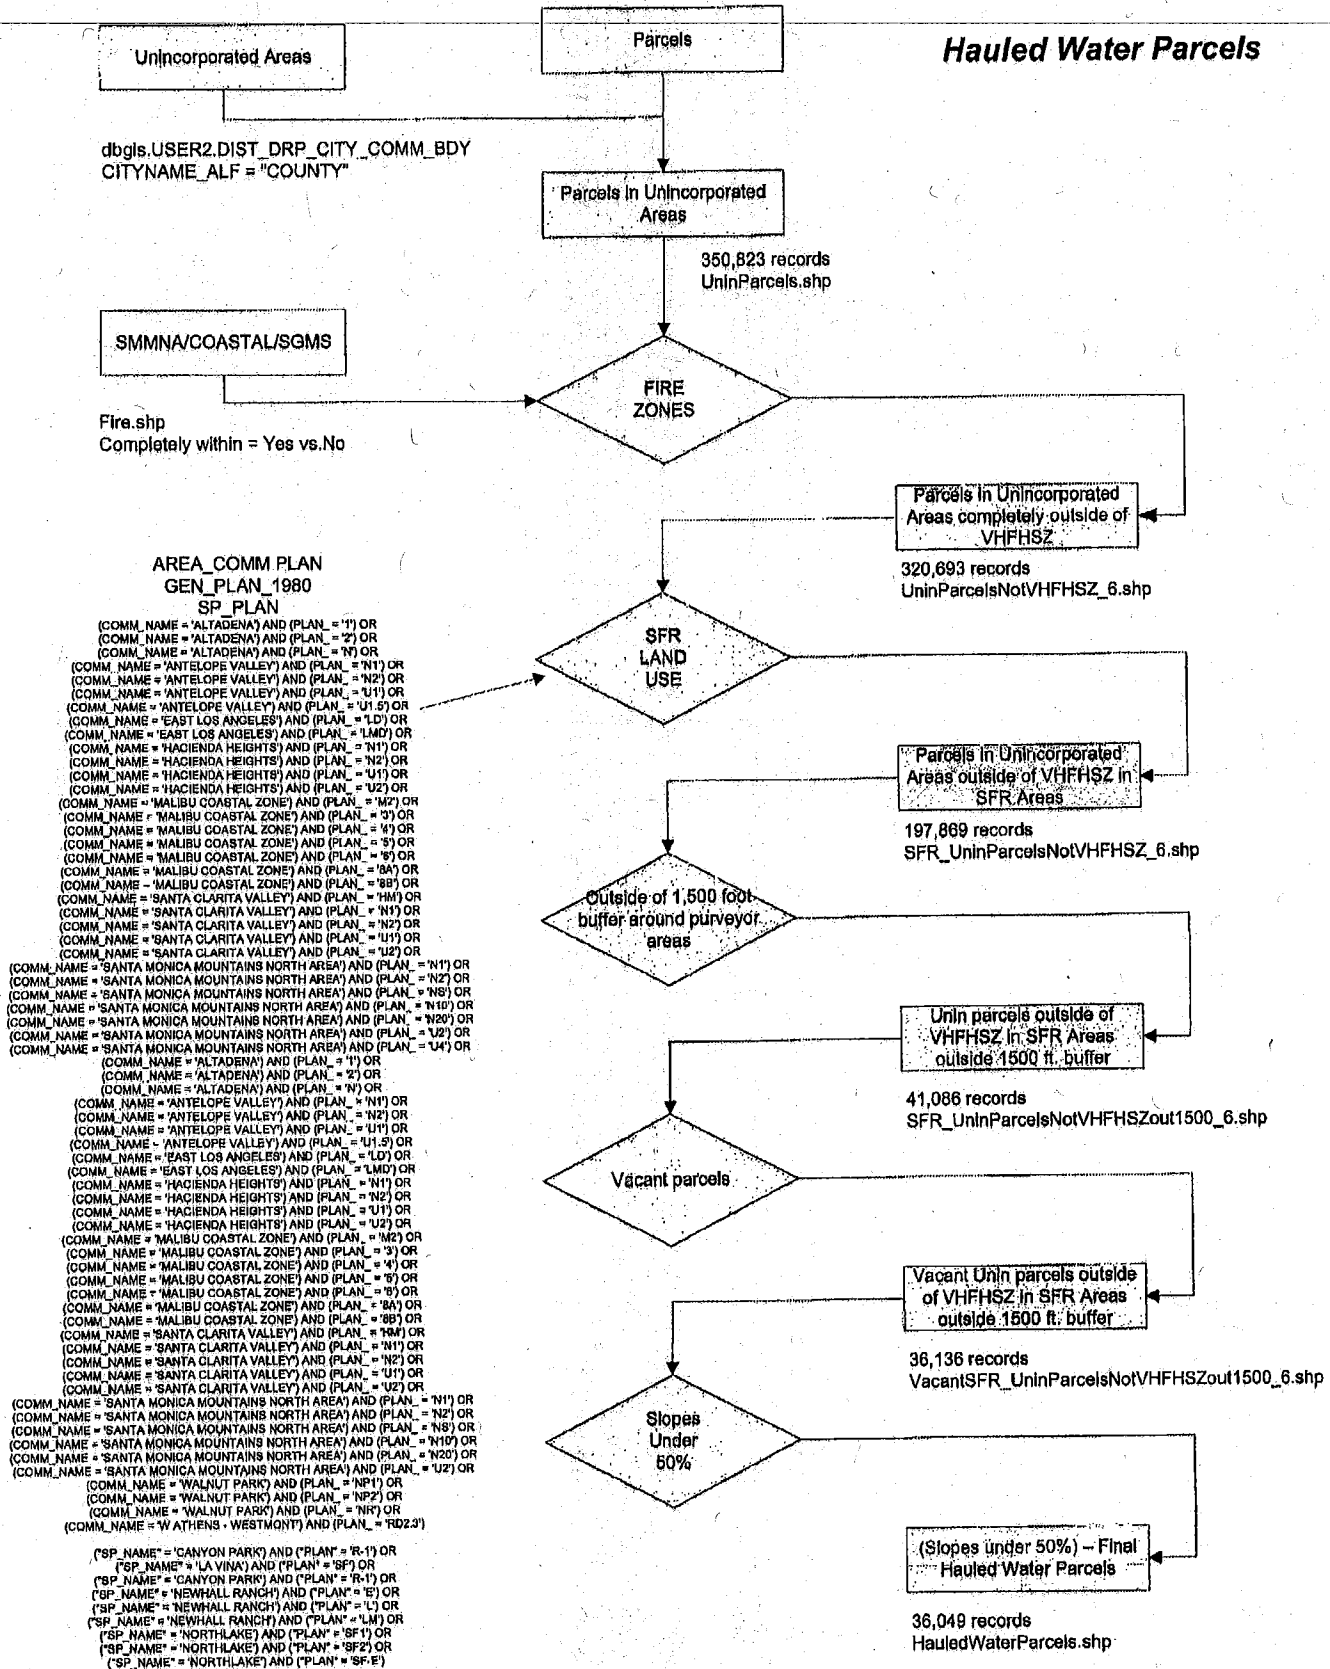 Hauled Water Parcels
Unincorporated Areas
Parcels
dbgis.USER2.DIST_DRP_CITY_COMM_BDY
CITYNAME_ALF = "COUNTY"
Parcels in Unincorporated
Areas
350,823 records
UninParcels.shp
SMMNA/COASTAL/SGMS
Fire.shp
Completely within = Yes vs.No
FIRE
ZONES
Parcels in Unincorporated
Areas completely outside of
VHFHSZ
320,693 records
UninParcelsNotVHFHSZ_6.shp
AREA_COMM PLAN
GEN_PLAN_1980
SP_PLAN
(COMM_NAME = 'ALTADENA') AND (PLAN_ = '1') OR
(COMM_NAME = 'ALTADENA') AND (PLAN_ = '2') OR
(COMM_NAME = 'ALTADENA') AND (PLAN_ = 'N') OR
(COMM_NAME = 'ANTELOPE VALLEY') AND (PLAN_ = 'N1') OR
(COMM_NAME = 'ANTELOPE VALLEY') AND (PLAN_ = 'N2') OR
(COMM_NAME = 'ANTELOPE VALLEY') AND (PLAN_ = 'U1') OR
(COMM_NAME = 'ANTELOPE VALLEY') AND (PLAN_ = 'U1.5') OR
(COMM_NAME = 'EAST LOS ANGELES') AND (PLAN_ = 'LD') OR
(COMM_NAME = 'EAST LOS ANGELES') AND (PLAN_ = 'LMD') OR
(COMM_NAME = 'HACIENDA HEIGHTS') AND (PLAN_ = 'N1') OR
(COMM_NAME = 'HACIENDA HEIGHTS') AND (PLAN_ = 'N2') OR
(COMM_NAME = 'HACIENDA HEIGHTS') AND (PLAN_ = 'U1') OR
(COMM_NAME = 'HACIENDA HEIGHTS') AND (PLAN_ = 'U2') OR
(COMM_NAME = 'MALIBU COASTAL ZONE') AND (PLAN_ = 'M2') OR
(COMM_NAME = 'MALIBU COASTAL ZONE') AND (PLAN_ = '3') OR
(COMM_NAME = 'MALIBU COASTAL ZONE') AND (PLAN_ = '4') OR
(COMM_NAME = 'MALIBU COASTAL ZONE') AND (PLAN_ = '5') OR
(COMM_NAME = 'MALIBU COASTAL ZONE') AND (PLAN_ = '6') OR
(COMM_NAME = 'MALIBU COASTAL ZONE') AND (PLAN_ = '8A') OR
(COMM_NAME = 'MALIBU COASTAL ZONE') AND (PLAN_ = '8B') OR
(COMM_NAME = 'SANTA CLARITA VALLEY') AND (PLAN_ = 'HM') OR
(COMM_NAME = 'SANTA CLARITA VALLEY') AND (PLAN_ = 'N1') OR
(COMM_NAME = 'SANTA CLARITA VALLEY') AND (PLAN_ = 'N2') OR
(COMM_NAME = 'SANTA CLARITA VALLEY') AND (PLAN_ = 'U1') OR
(COMM_NAME = 'SANTA CLARITA VALLEY') AND (PLAN_ = 'U2') OR
(COMM_NAME = 'SANTA MONICA MOUNTAINS NORTH AREA') AND (PLAN_ = 'N1') OR
(COMM_NAME = 'SANTA MONICA MOUNTAINS NORTH AREA') AND (PLAN_ = 'N2') OR
(COMM_NAME = 'SANTA MONICA MOUNTAINS NORTH AREA') AND (PLAN_ = 'N5') OR
(COMM_NAME = 'SANTA MONICA MOUNTAINS NORTH AREA') AND (PLAN_ = 'N10') OR
(COMM_NAME = 'SANTA MONICA MOUNTAINS NORTH AREA') AND (PLAN_ = 'N20') OR
(COMM_NAME = 'SANTA MONICA MOUNTAINS NORTH AREA') AND (PLAN_ = 'U2') OR
(COMM_NAME = 'SANTA MONICA MOUNTAINS NORTH AREA') AND (PLAN_ = 'U4') OR
(COMM_NAME = 'ALTADENA') AND (PLAN_ = '1') OR
(COMM_NAME = 'ALTADENA') AND (PLAN_ = '2') OR
(COMM_NAME = 'ALTADENA') AND (PLAN_ = 'N') OR
(COMM_NAME = 'ANTELOPE VALLEY') AND (PLAN_ = 'N1') OR
(COMM_NAME = 'ANTELOPE VALLEY') AND (PLAN_ = 'N2') OR
(COMM_NAME = 'ANTELOPE VALLEY') AND (PLAN_ = 'U1') OR
(COMM_NAME = 'ANTELOPE VALLEY') AND (PLAN_ = 'U1.5') OR
(COMM_NAME = 'EAST LOS ANGELES') AND (PLAN_ = 'LD') OR
(COMM_NAME = 'EAST LOS ANGELES') AND (PLAN_ = 'LMD') OR
(COMM_NAME = 'HACIENDA HEIGHTS') AND (PLAN_ = 'N1') OR
(COMM_NAME = 'HACIENDA HEIGHTS') AND (PLAN_ = 'N2') OR
(COMM_NAME = 'HACIENDA HEIGHTS') AND (PLAN_ = 'U1') OR
(COMM_NAME = 'HACIENDA HEIGHTS') AND (PLAN_ = 'U2') OR
(COMM_NAME = 'MALIBU COASTAL ZONE') AND (PLAN_ = 'M2') OR
(COMM_NAME = 'MALIBU COASTAL ZONE') AND (PLAN_ = '3') OR
(COMM_NAME = 'MALIBU COASTAL ZONE') AND (PLAN_ = '4') OR
(COMM_NAME = 'MALIBU COASTAL ZONE') AND (PLAN_ = '5') OR
(COMM_NAME = 'MALIBU COASTAL ZONE') AND (PLAN_ = '6') OR
(COMM_NAME = 'MALIBU COASTAL ZONE') AND (PLAN_ = '8A') OR
(COMM_NAME = 'MALIBU COASTAL ZONE') AND (PLAN_ = '8B') OR
(COMM_NAME = 'SANTA CLARITA VALLEY') AND (PLAN_ = 'HM') OR
(COMM_NAME = 'SANTA CLARITA VALLEY') AND (PLAN_ = 'N1') OR
(COMM_NAME = 'SANTA CLARITA VALLEY') AND (PLAN_ = 'N2') OR
(COMM_NAME = 'SANTA CLARITA VALLEY') AND (PLAN_ = 'U1') OR
(COMM_NAME = 'SANTA CLARITA VALLEY') AND (PLAN_ = 'U2') OR
(COMM_NAME = 'SANTA MONICA MOUNTAINS NORTH AREA') AND (PLAN_ = 'N1') OR
(COMM_NAME = 'SANTA MONICA MOUNTAINS NORTH AREA') AND (PLAN_ = 'N2') OR
(COMM_NAME = 'SANTA MONICA MOUNTAINS NORTH AREA') AND (PLAN_ = 'N5') OR
(COMM_NAME = 'SANTA MONICA MOUNTAINS NORTH AREA') AND (PLAN_ = 'N10') OR
(COMM_NAME = 'SANTA MONICA MOUNTAINS NORTH AREA') AND (PLAN_ = 'N20') OR
(COMM_NAME = 'SANTA MONICA MOUNTAINS NORTH AREA') AND (PLAN_ = 'U2') OR
(COMM_NAME = 'WALNUT PARK') AND (PLAN_ = 'NP1') OR
(COMM_NAME = 'WALNUT PARK') AND (PLAN_ = 'NP2') OR
(COMM_NAME = 'WALNUT PARK') AND (PLAN_ = 'NR') OR
(COMM_NAME = 'W ATHENS - WESTMONT') AND (PLAN_ = 'RD2.3')
("SP_NAME" = 'CANYON PARK') AND ("PLAN" = 'R-1') OR
("SP_NAME" = 'LA VINA') AND ("PLAN" = 'SF') OR
("SP_NAME" = 'CANYON PARK') AND ("PLAN" = 'R-1') OR
("SP_NAME" = 'NEWHALL RANCH') AND ("PLAN" = 'E') OR
("SP_NAME" = 'NEWHALL RANCH') AND ("PLAN" = 'L') OR
("SP_NAME" = 'NEWHALL RANCH') AND ("PLAN" = 'LM') OR
("SP_NAME" = 'NORTHLAKE') AND ("PLAN" = 'SF1') OR
("SP_NAME" = 'NORTHLAKE') AND ("PLAN" = 'SF2') OR
("SP_NAME" = 'NORTHLAKE') AND ("PLAN" = 'SF-E')
SFR
LAND
USE
Parcels in Unincorporated
Areas outside of VHFHSZ in
SFR Areas
197,869 records
SFR_UninParcelsNotVHFHSZ_6.shp
Outside of 1,500 foot
buffer around purveyor
areas
Unin parcels outside of
VHFHSZ in SFR Areas
outside 1500 ft. buffer
41,086 records
SFR_UninParcelsNotVHFHSZout1500_6.shp
Vacant parcels
Vacant Unin parcels outside
of VHFHSZ in SFR Areas
outside 1500 ft. buffer
36,136 records
VacantSFR_UninParcelsNotVHFHSZout1500_6.shp
Slopes
Under
50%
(Slopes under 50%) – Final
Hauled Water Parcels
36,049 records
HauledWaterParcels.shp